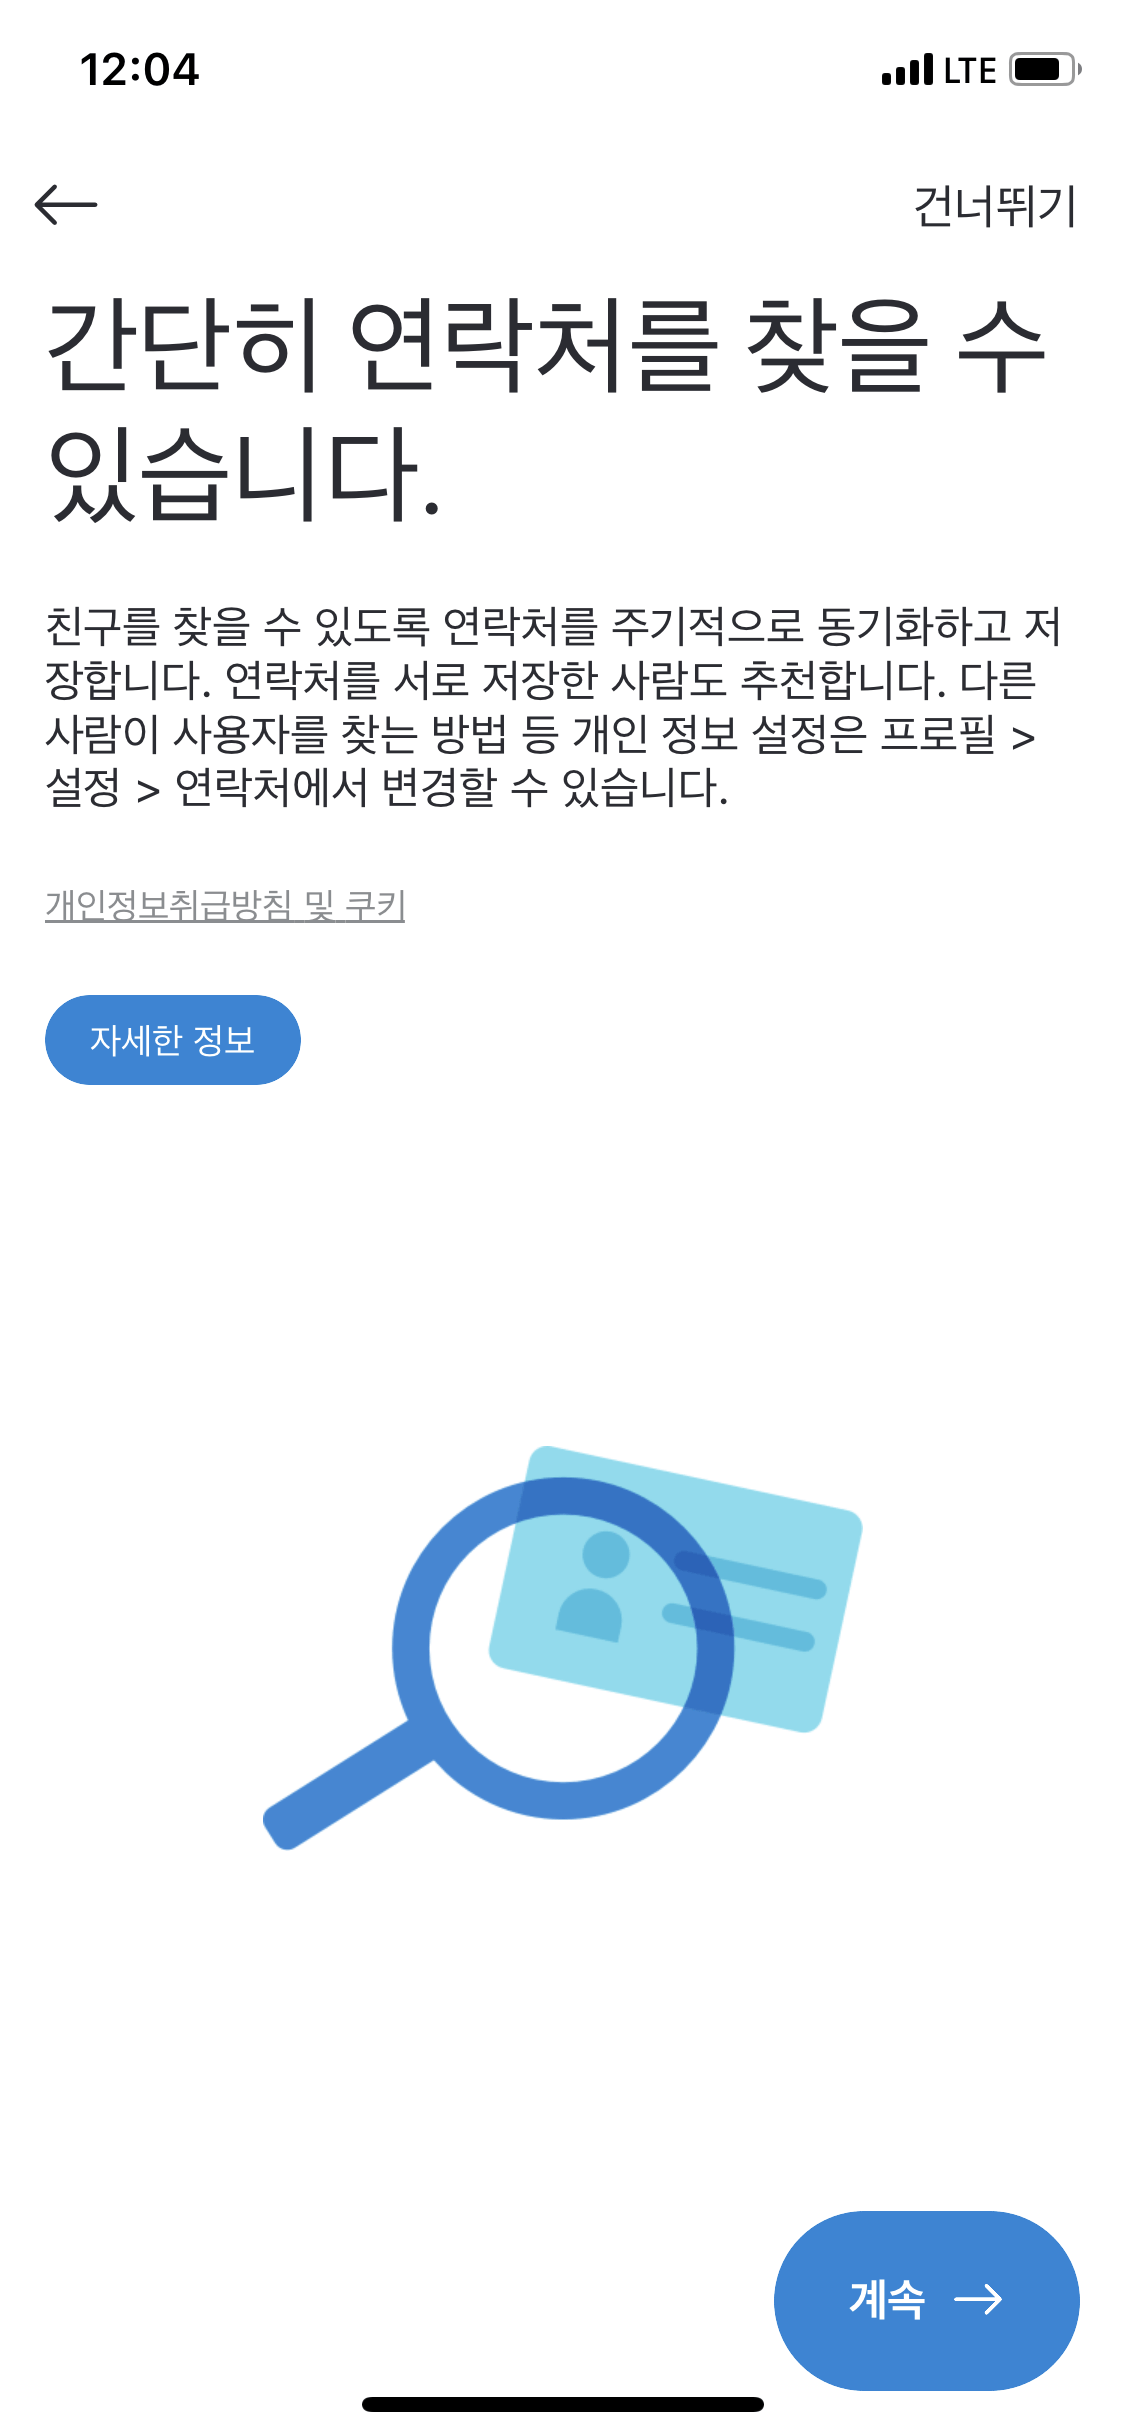 12:04
LTE
건너뛰기
간단히 연락처를 찾을 수
있습니다.
친구를 찾을 수 있도록 연락처를 주기적으로 동기화하고 저
장합니다. 연락처를 서로 저장한 사람도 추천합니다. 다른
사람이 사용자를 찾는 방법 등 개인 정보 설정은 프로필 >
설정 > 연락처에서 변경할 수 있습니다.
개인정보취급방침 및 쿠키
자세한 정보
계속